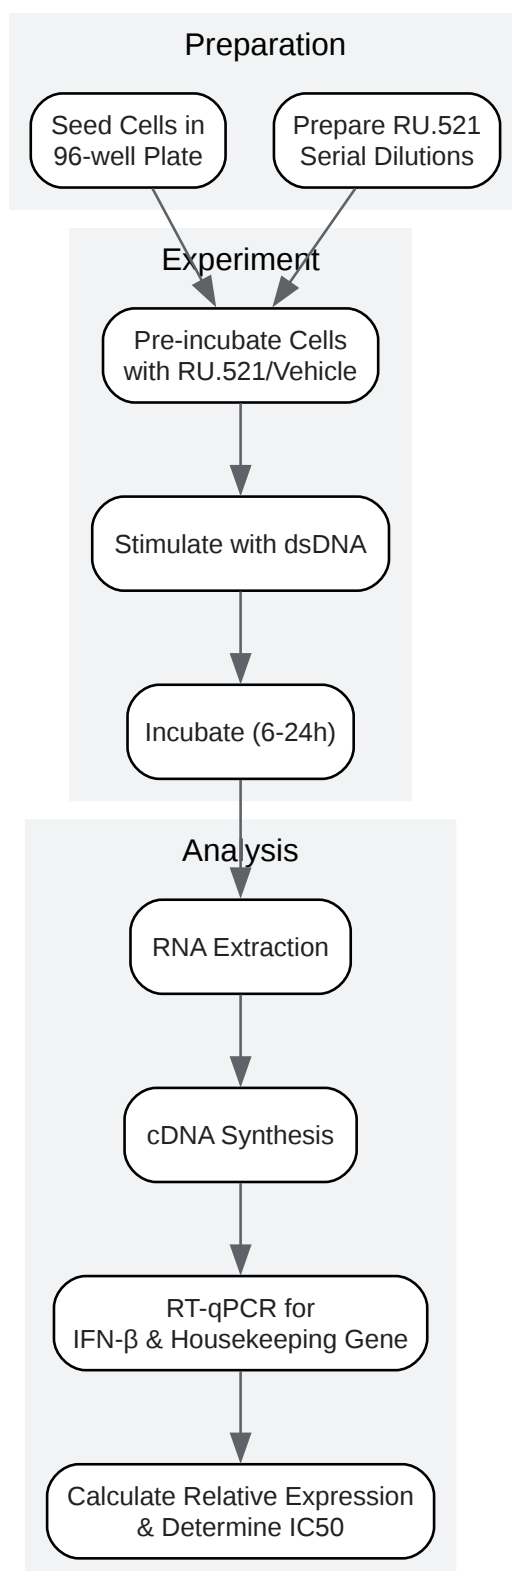 Preparation
Seed Cells in
96-well Plate
Prepare RU.521
Serial Dilutions
Experiment
Pre-incubate Cells
with RU.521/Vehicle
Stimulate with dsDNA
Incubate (6-24h)
Analysis
RNA Extraction
cDNA Synthesis
RT-qPCR for
IFN-β & Housekeeping Gene
Calculate Relative Expression
& Determine IC50